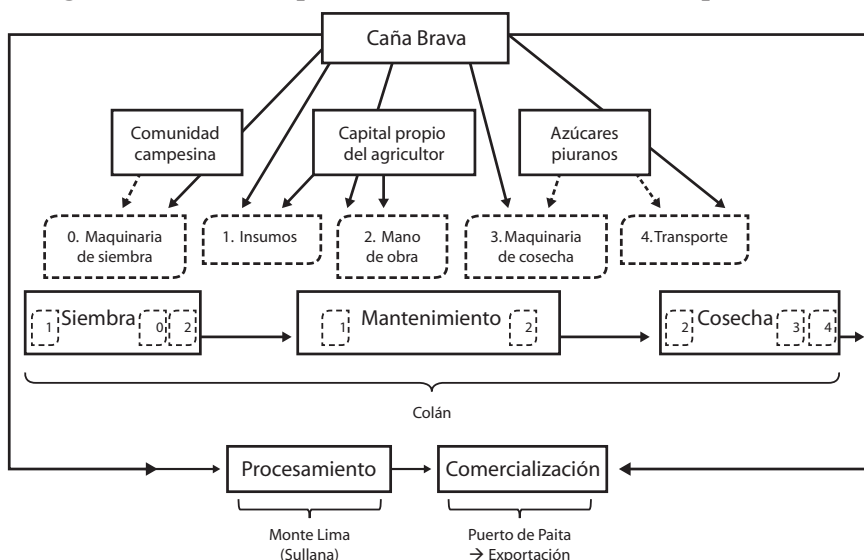 Caña Brava
Comunidad
campesina
Capital propio
del agricultor
Azúcares
piuranos
0. Maquinaria
de siembra
1. Insumos
2. Mano
de obra
3. Maquinaria
de cosecha
4. Transporte
1 Siembra 0 2
1 Mantenimiento 2
2 Cosecha 3 4
Colán
Procesamiento
Comercialización
Monte Lima
(Sullana)
Puerto de Paita
→ Exportación